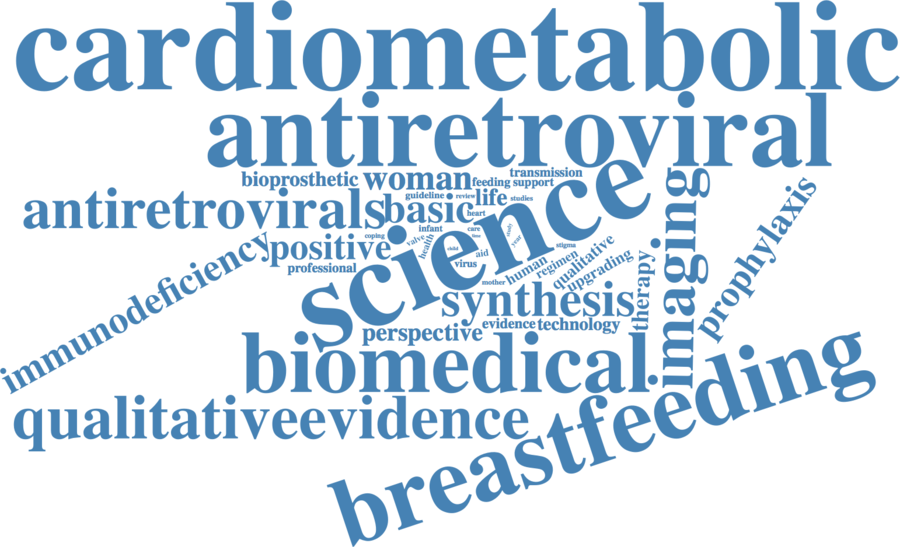 cardiometabolic
antiretroviral
bioprosthetic woman feeding support transmission
antiretrovirals basic life guideline review studies
science
heart
infant care
coping
time
study
year
positive
valve
health
child
aid
virus
stigma
professional
immunodeficiency
mother
human
regimen
qualitative
upgrading
therapy
imaging
prophylaxis
synthesis
perspective evidence technology
biomedical
qualitativeevidence
breastfeeding